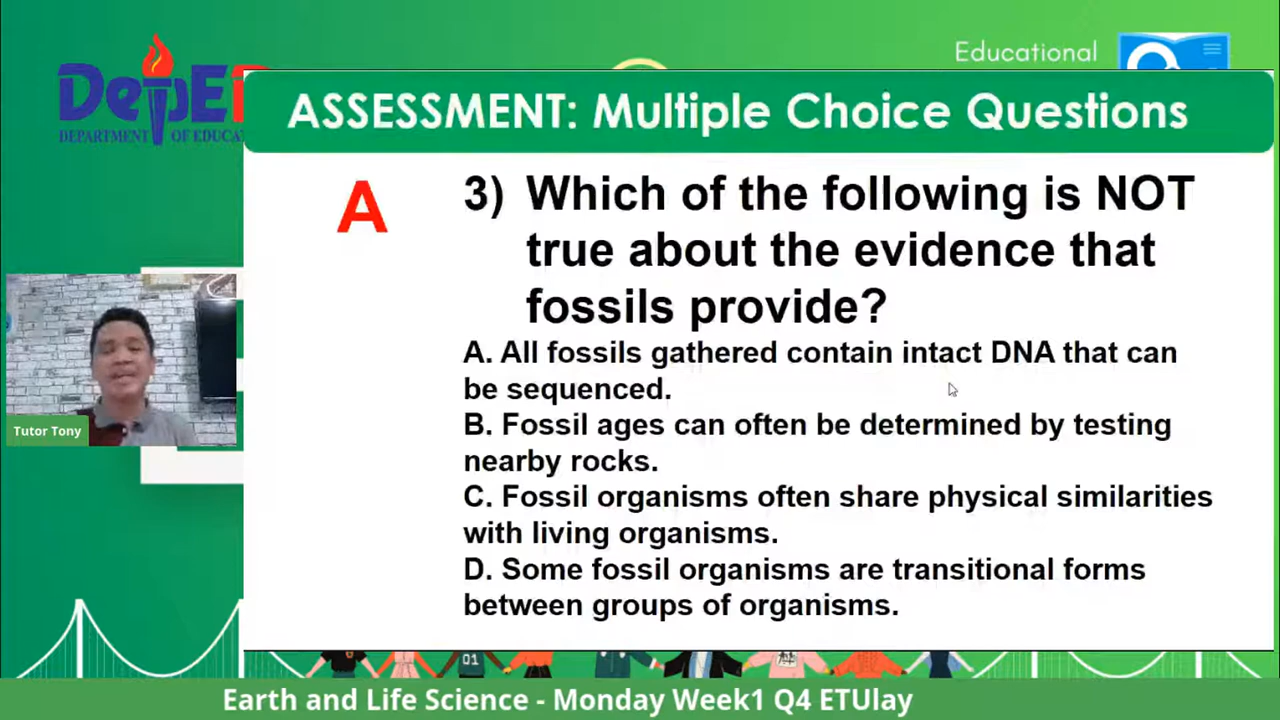 Educational
DepE
DEPARTMENT OF EDUCA
ASSESSMENT: Multiple Choice Questions
A
3) Which of the following is NOT
true about the evidence that
fossils provide?
A. All fossils gathered contain intact DNA that can
be sequenced.
B. Fossil ages can often be determined by testing
nearby rocks.
C. Fossil organisms often share physical similarities
with living organisms.
D. Some fossil organisms are transitional forms
between groups of organisms.
Tutor Tony
01
Earth and Life Science - Monday Week1 Q4 ETUlay